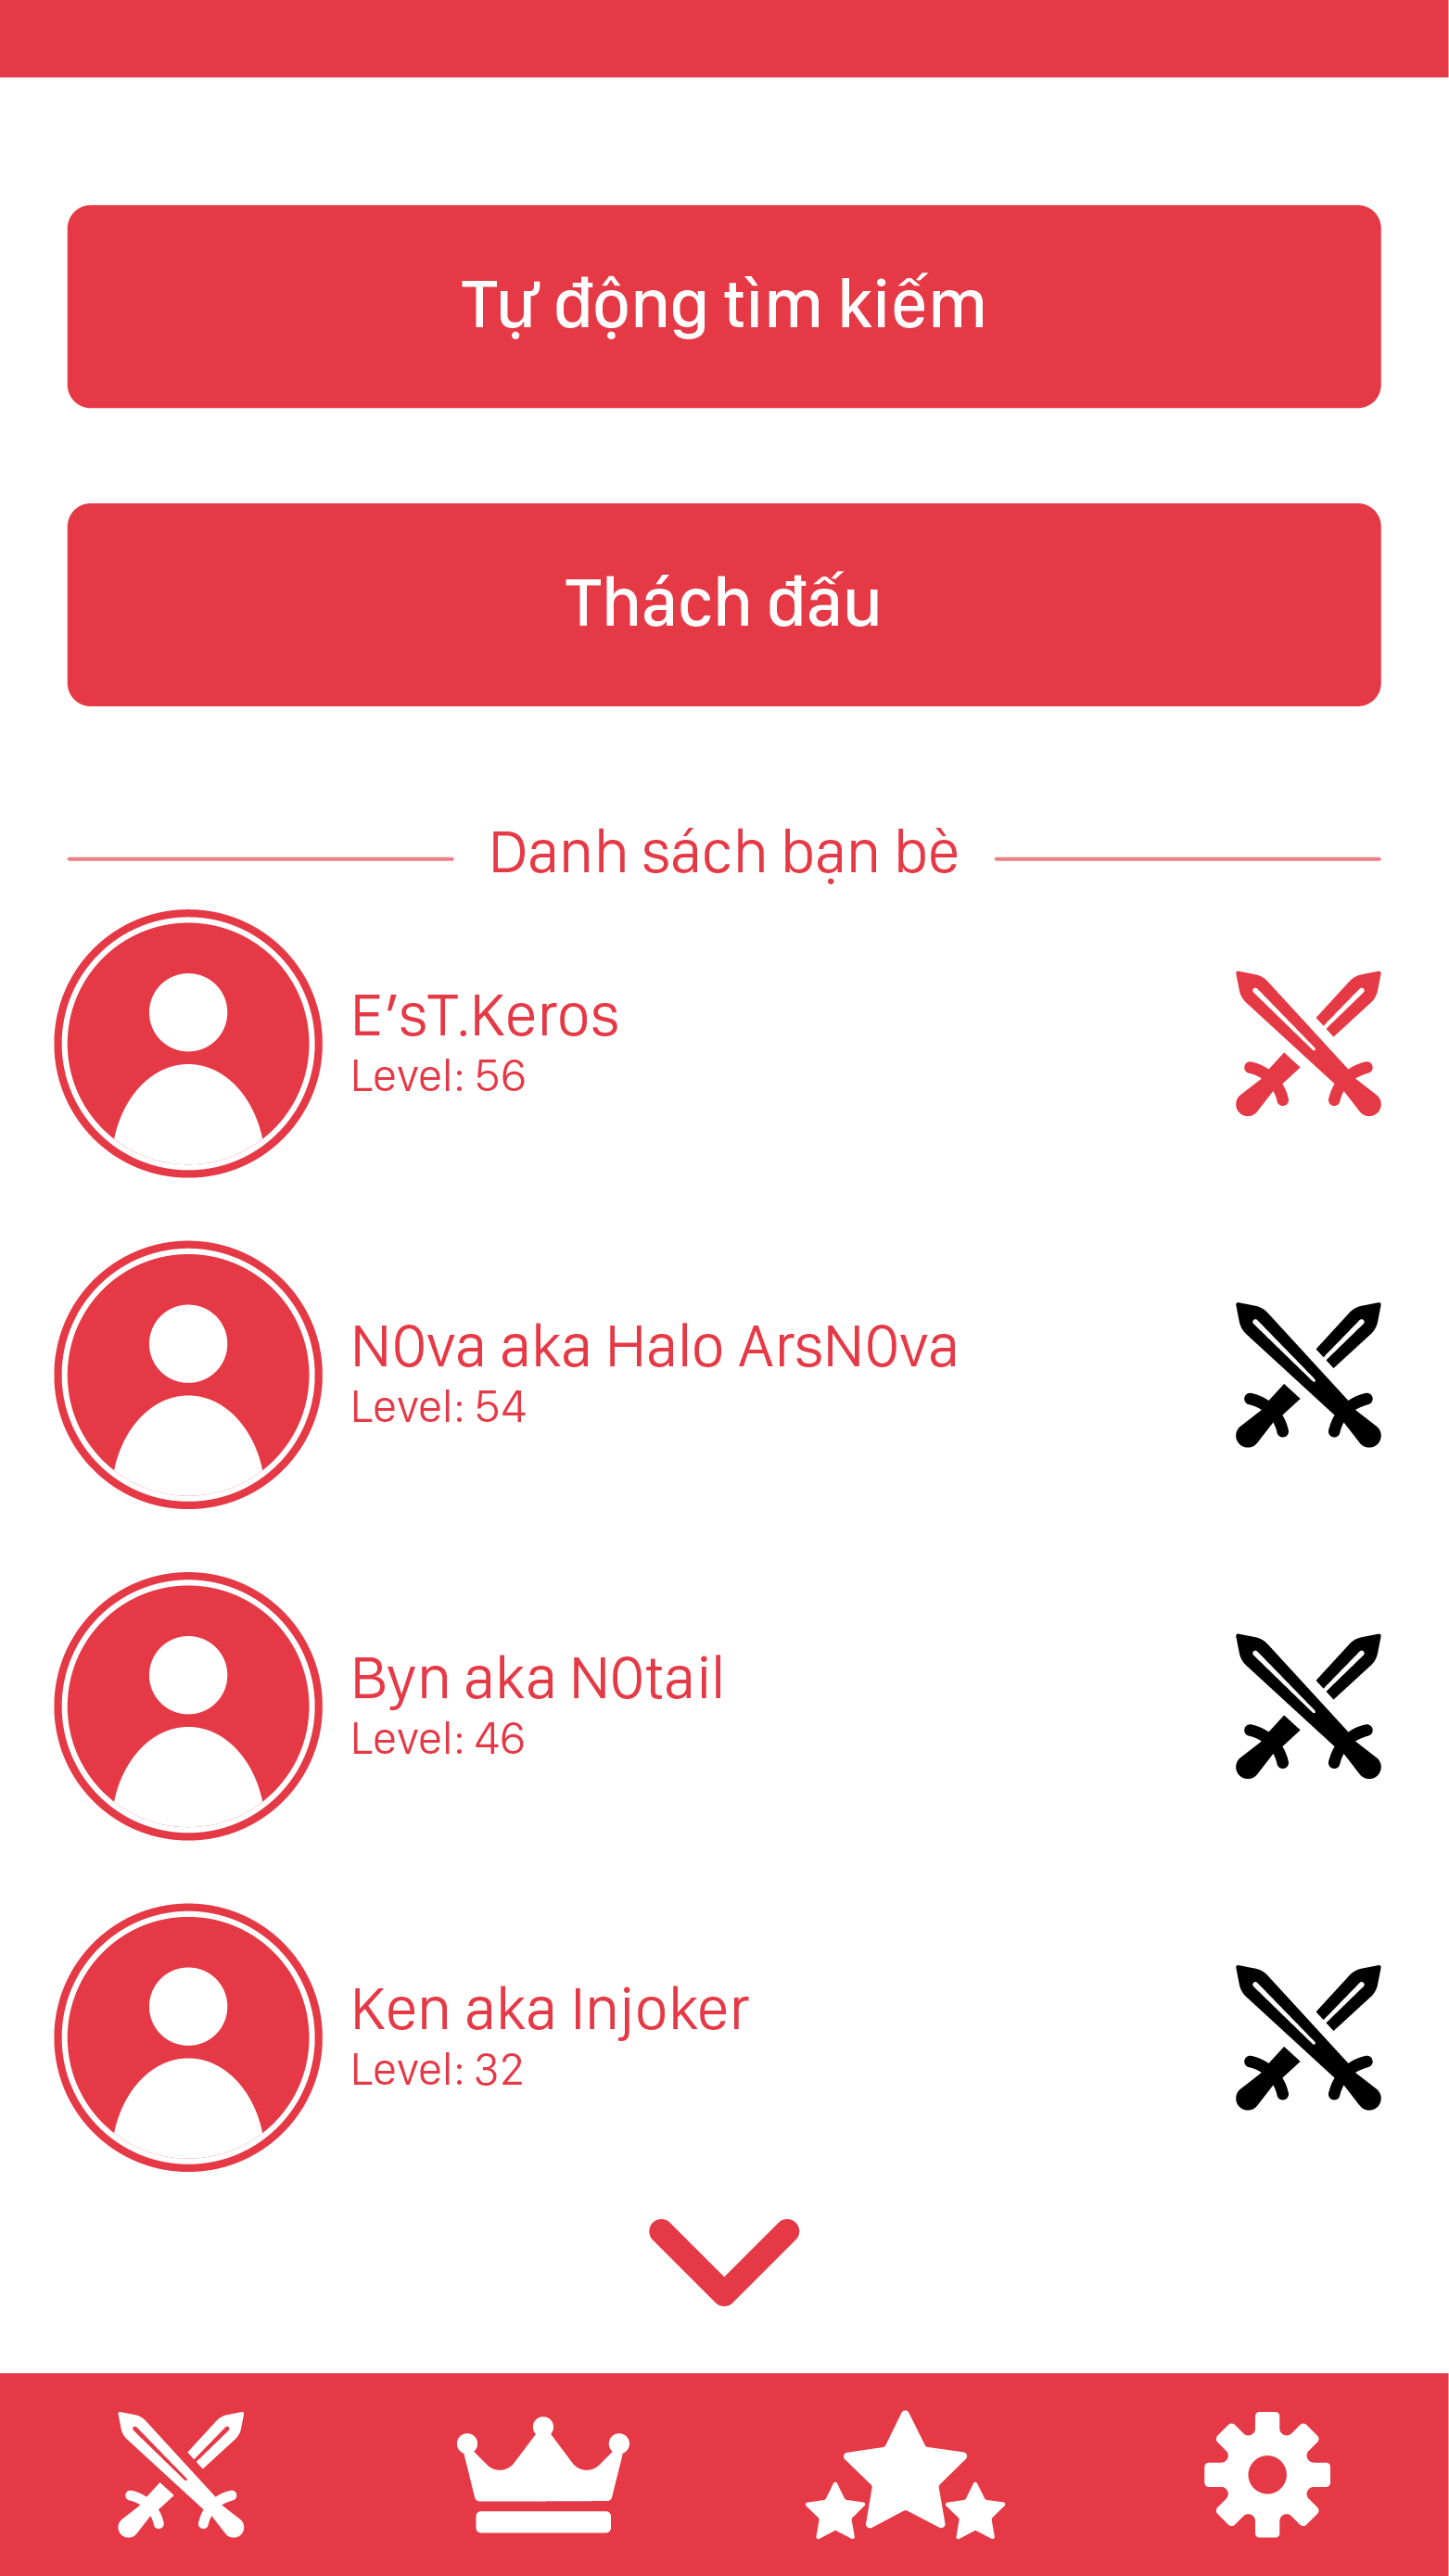 Tự động tìm kiếm
Thách đấu
Danh sách bạn bè
E’sT.Keros
Level: 56
N0va aka Halo ArsN0va
Level: 54
Byn aka N0tail
Level: 46
Ken aka Injoker
Level: 32